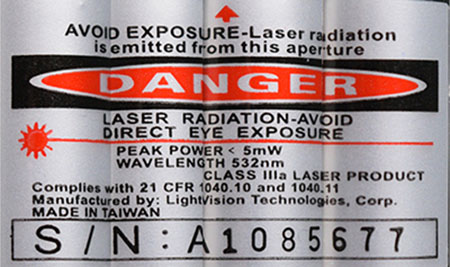 AVOID EXPOSURE-Laser radiation
is emitted from this aperture
DANGER
LASER RADIATION-AVOID
DIRECT EYE EXPOSURE
PEAK POWER < 5mW
WAVELENGTH 532nm
CLASS IIIa LASER PRODUCT
Complies with 21 CFR 1040.10 and 1040.11
Manufactured by: LightVision Technologies, Corp.
MADE IN TAIWAN
S/N: A1085677